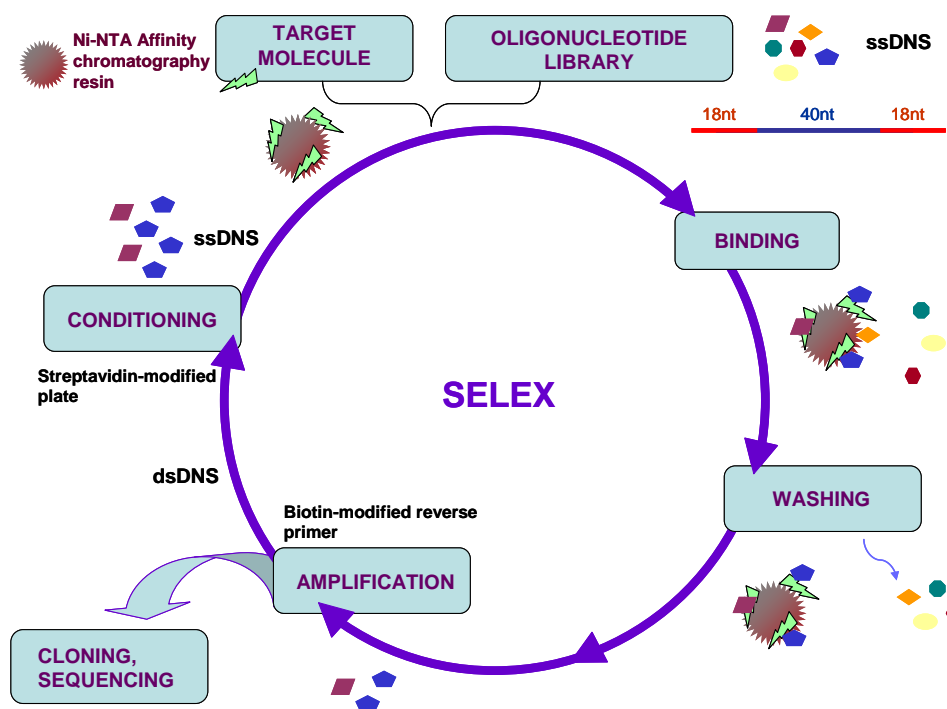 Ni-NTA Affinity
chromatography
resin
TARGET
MOLECULE
OLIGONUCLEOTIDE
LIBRARY
ssDNS
18nt
40nt
18nt
ssDNS
BINDING
CONDITIONING
Streptavidin-modified
plate
SELEX
dsDNS
WASHING
Biotin-modified reverse
primer
AMPLIFICATION
CLONING,
SEQUENCING